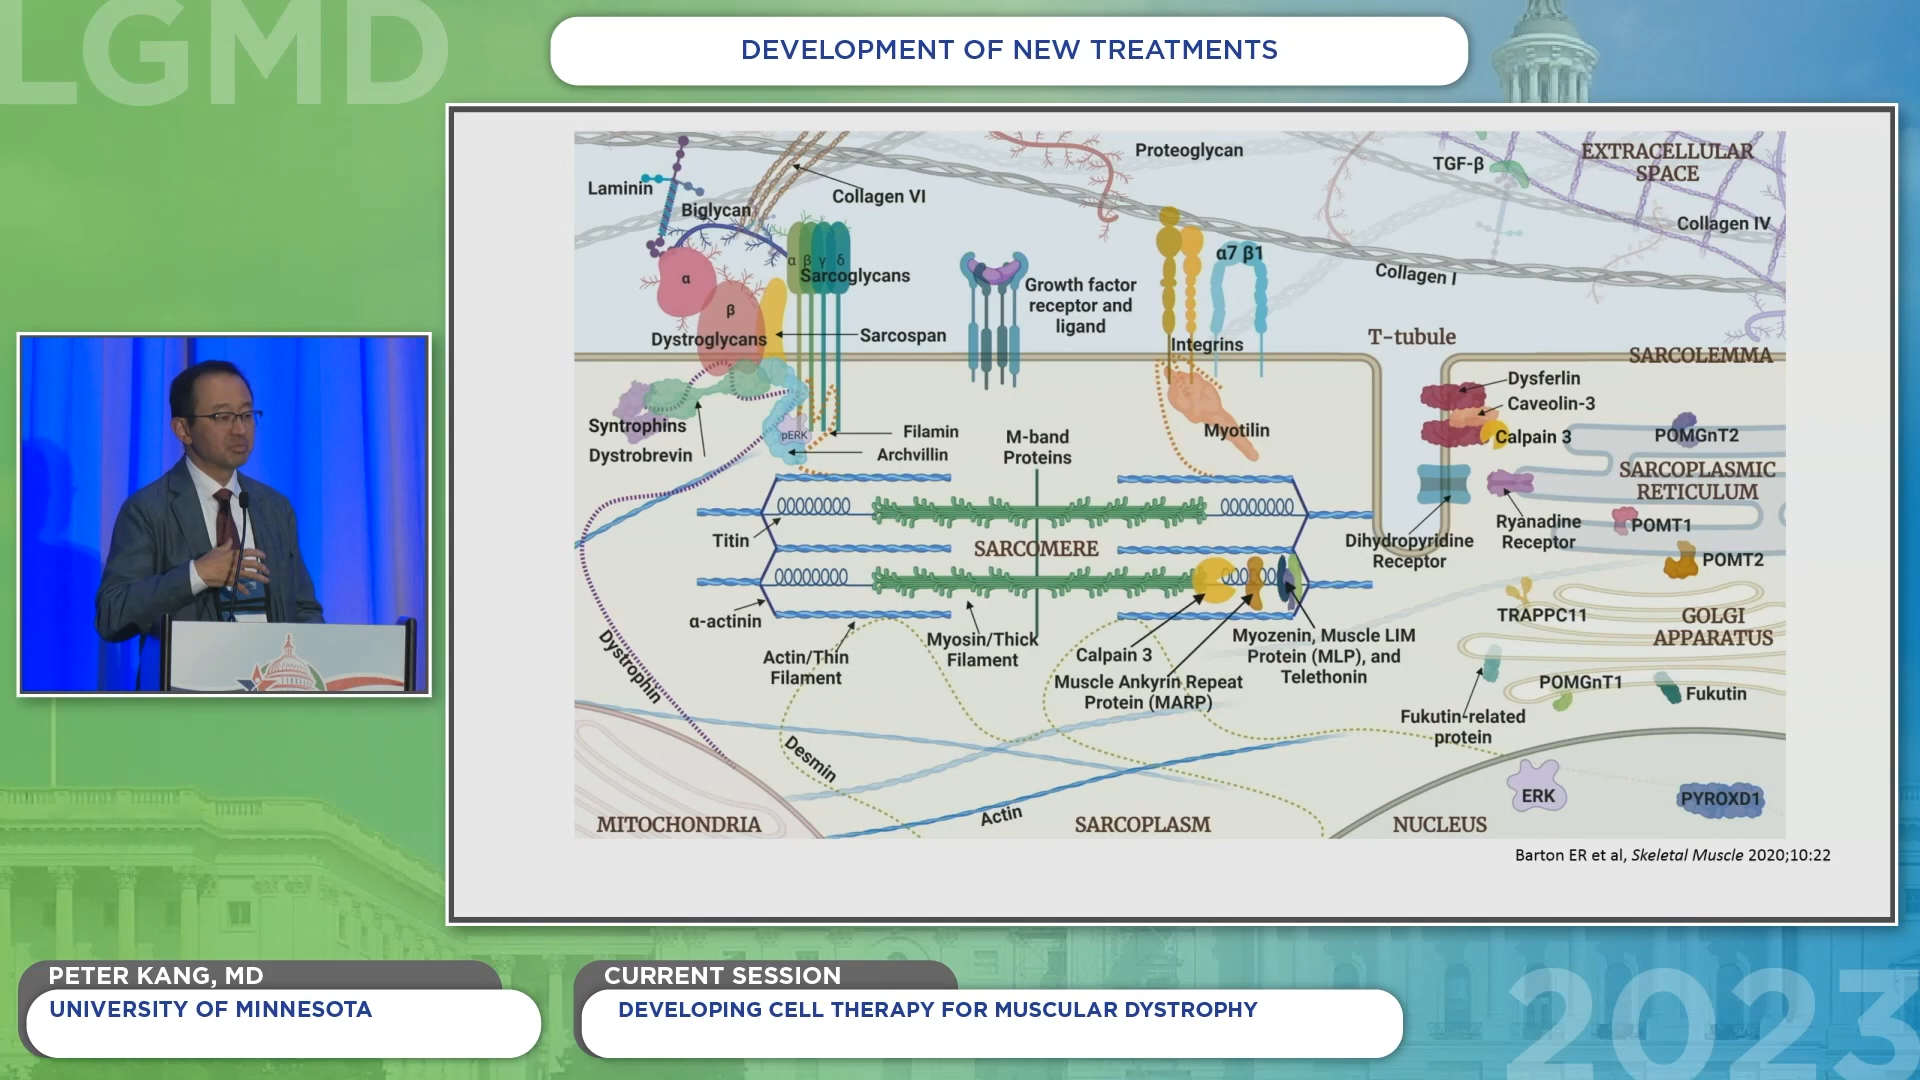 LGMD
DEVELOPMENT OF NEW TREATMENTS
Proteoglycan
TGF-β
EXTRACELLULAR
SPACE
Laminin
Biglycan
Collagen VI
Collagen IV
α β γ δ
Sarcoglycans
α
β
Dystroglycans
Sarcospan
Growth factor
receptor and
ligand
α7 β1
Integrins
Collagen I
T-tubule
SARCOLEMMA
Dysferlin
Caveolin-3
Calpain 3
Syntrophins
Dystrobrevin
pERK
Filamin
Archvillin
M-band
Proteins
Myotilin
POMGnT2
SARCOPLASMIC
RETICULUM
Ryanadine
Receptor
POMT1
Dihydropyridine
Receptor
POMT2
Titin
SARCOMERE
α-actinin
Actin/Thin
Filament
Myosin/Thick
Filament
Calpain 3
Muscle Ankyrin Repeat
Protein (MARP)
Myozenin, Muscle LIM
Protein (MLP), and
Telethonin
TRAPPC11
GOLGI
APPARATUS
POMGnT1
Fukutin
Fukutin-related
protein
Dystrophin
Desmin
Actin
MITOCHONDRIA
SARCOPLASM
NUCLEUS
ERK
PYROXD1
Barton ER et al, Skeletal Muscle 2020;10:22
PETER KANG, MD
UNIVERSITY OF MINNESOTA
CURRENT SESSION
DEVELOPING CELL THERAPY FOR MUSCULAR DYSTROPHY
2023